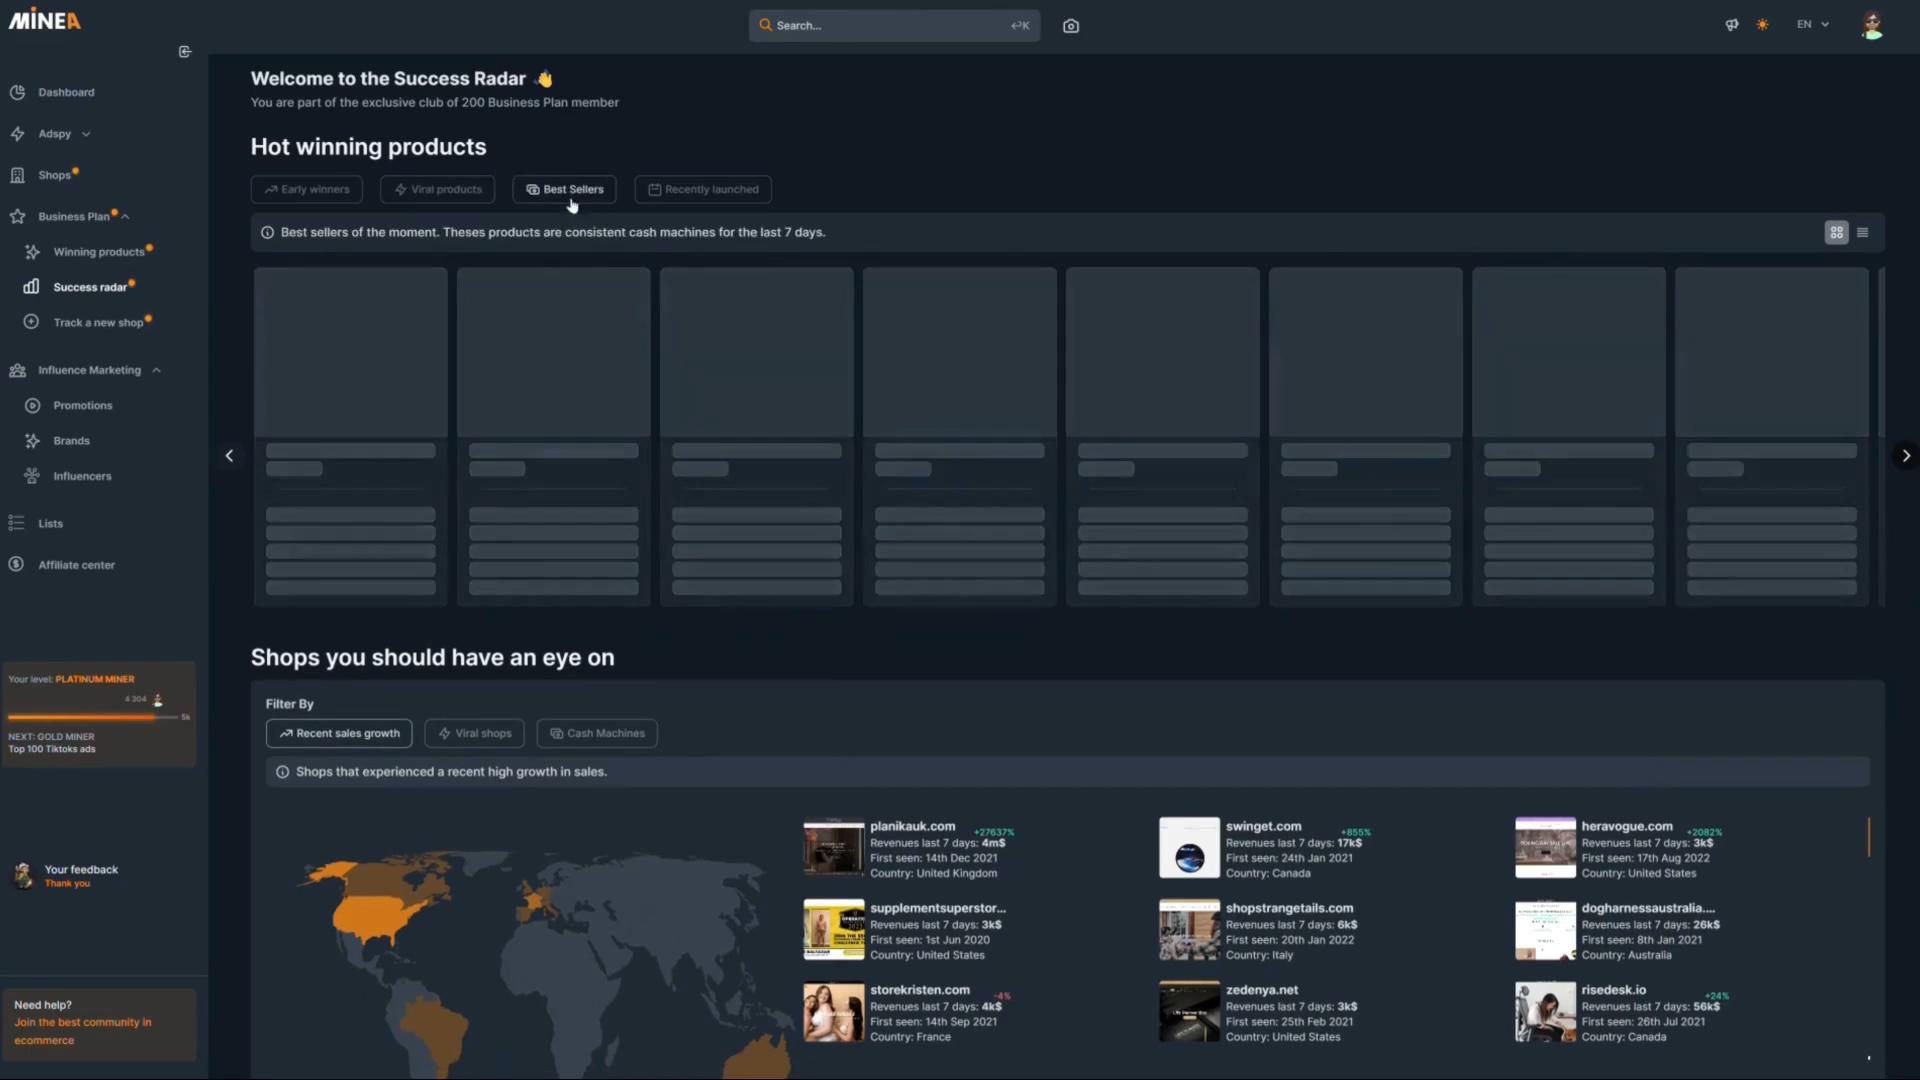 MINEA
Search...
K
EN
Dashboard
Adspy
Shops
Business Plan
Winning products
Success radar
Track a new shop
Influence Marketing
Promotions
Brands
Influencers
Lists
Affiliate center
Your level: PLATINUM MINER
4 304
5k
NEXT: GOLD MINER
Top 100 Tiktoks ads
Your feedback
Thank you
Need help?
Join the best community in
ecommerce
Welcome to the Success Radar
You are part of the exclusive club of 200 Business Plan member
Hot winning products
Early winners
Viral products
Best Sellers
Recently launched
Best sellers of the moment. Theses products are consistent cash machines for the last 7 days.
Shops you should have an eye on
Filter By
Recent sales growth
Viral shops
Cash Machines
Shops that experienced a recent high growth in sales.
planikauk.com +27637%
Revenues last 7 days: 4m$
First seen: 14th Dec 2021
Country: United Kingdom
swinget.com +855%
Revenues last 7 days: 17k$
First seen: 24th Jan 2021
Country: Canada
heravogue.com +2082%
Revenues last 7 days: 3k$
First seen: 17th Aug 2022
Country: United States
supplementsuperstor...
Revenues last 7 days: 3k$
First seen: 1st Jun 2020
Country: United States
shopstrangetails.com
Revenues last 7 days: 6k$
First seen: 20th Jan 2022
Country: Italy
dogharnessaustralia....
Revenues last 7 days: 26k$
First seen: 8th Jan 2021
Country: Australia
storekristen.com -4%
Revenues last 7 days: 4k$
First seen: 14th Sep 2021
Country: France
zedenya.net
Revenues last 7 days: 3k$
First seen: 25th Feb 2021
Country: United States
risedesk.io +24%
Revenues last 7 days: 56k$
First seen: 26th Jul 2021
Country: Canada